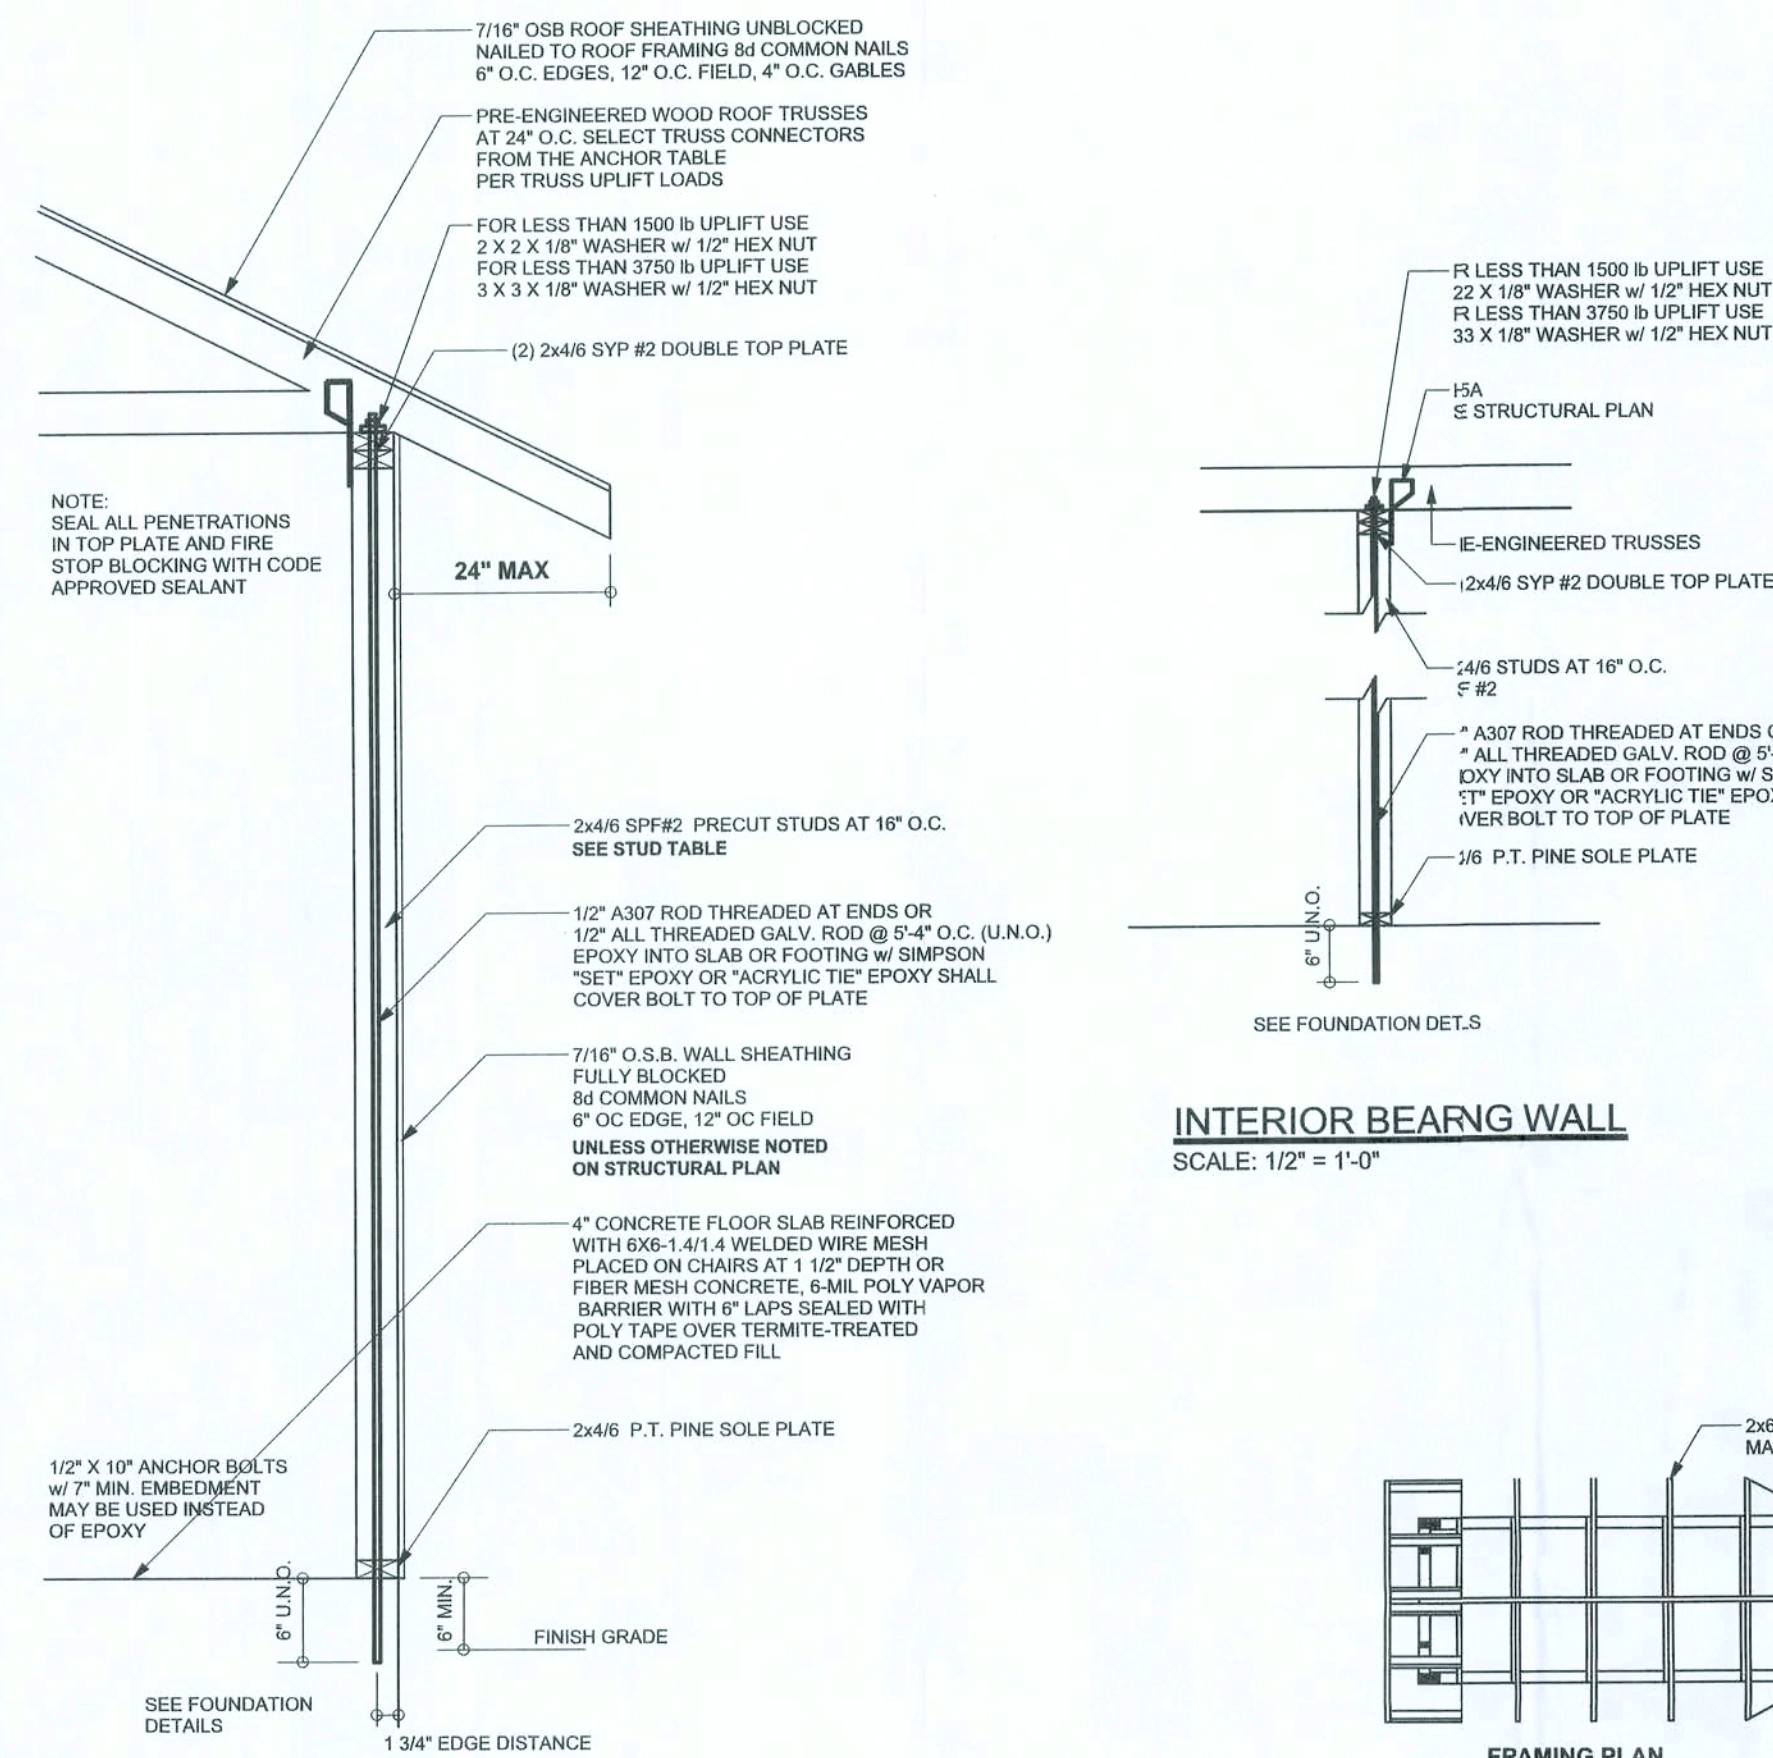 7/16" OSB ROOF SHEATHING UNBLOCKED
NAILED TO ROOF FRAMING 8d COMMON NAILS
6" O.C. EDGES, 12" O.C. FIELD, 4" O.C. GABLES
PRE-ENGINEERED WOOD ROOF TRUSSES
AT 24" O.C. SELECT TRUSS CONNECTORS
FROM THE ANCHOR TABLE
PER TRUSS UPLIFT LOADS
FOR LESS THAN 1500 lb UPLIFT USE
2 X 2 X 1/8" WASHER w/ 1/2" HEX NUT
FOR LESS THAN 3750 lb UPLIFT USE
3 X 3 X 1/8" WASHER w/ 1/2" HEX NUT
(2) 2x4/6 SYP #2 DOUBLE TOP PLATE
NOTE:
SEAL ALL PENETRATIONS
IN TOP PLATE AND FIRE
STOP BLOCKING WITH CODE
APPROVED SEALANT
24" MAX
2x4/6 SPF#2 PRECUT STUDS AT 16" O.C.
SEE STUD TABLE
1/2" A307 ROD THREADED AT ENDS OR
1/2" ALL THREADED GALV. ROD @ 5'-4" O.C. (U.N.O.)
EPOXY INTO SLAB OR FOOTING w/ SIMPSON
"SET" EPOXY OR "ACRYLIC TIE" EPOXY SHALL
COVER BOLT TO TOP OF PLATE
7/16" O.S.B. WALL SHEATHING
FULLY BLOCKED
8d COMMON NAILS
6" OC EDGE, 12" OC FIELD
UNLESS OTHERWISE NOTED
ON STRUCTURAL PLAN
4" CONCRETE FLOOR SLAB REINFORCED
WITH 6X6-1.4/1.4 WELDED WIRE MESH
PLACED ON CHAIRS AT 1 1/2" DEPTH OR
FIBER MESH CONCRETE, 6-MIL POLY VAPOR
BARRIER WITH 6" LAPS SEALED WITH
POLY TAPE OVER TERMITE-TREATED
AND COMPACTED FILL
2x4/6 P.T. PINE SOLE PLATE
1/2" X 10" ANCHOR BOLTS
w/ 7" MIN. EMBEDMENT
MAY BE USED INSTEAD
OF EPOXY
6" U.N.O.
6" MIN.
FINISH GRADE
SEE FOUNDATION
DETAILS
1 3/4" EDGE DISTANCE
R LESS THAN 1500 lb UPLIFT USE
22 X 1/8" WASHER w/ 1/2" HEX NUT
R LESS THAN 3750 lb UPLIFT USE
33 X 1/8" WASHER w/ 1/2" HEX NUT
5A
STRUCTURAL PLAN
E-ENGINEERED TRUSSES
2x4/6 SYP #2 DOUBLE TOP PLATE
4/6 STUDS AT 16" O.C.
#2
" A307 ROD THREADED AT ENDS
" ALL THREADED GALV. ROD @ 5'-
OXY INTO SLAB OR FOOTING w/ S
T" EPOXY OR "ACRYLIC TIE" EPO
VER BOLT TO TOP OF PLATE
/6 P.T. PINE SOLE PLATE
6" U.N.O.
SEE FOUNDATION DET.S
INTERIOR BEARNG WALL
SCALE: 1/2" = 1'-0"
2x6
MA
FRAMING PLAN